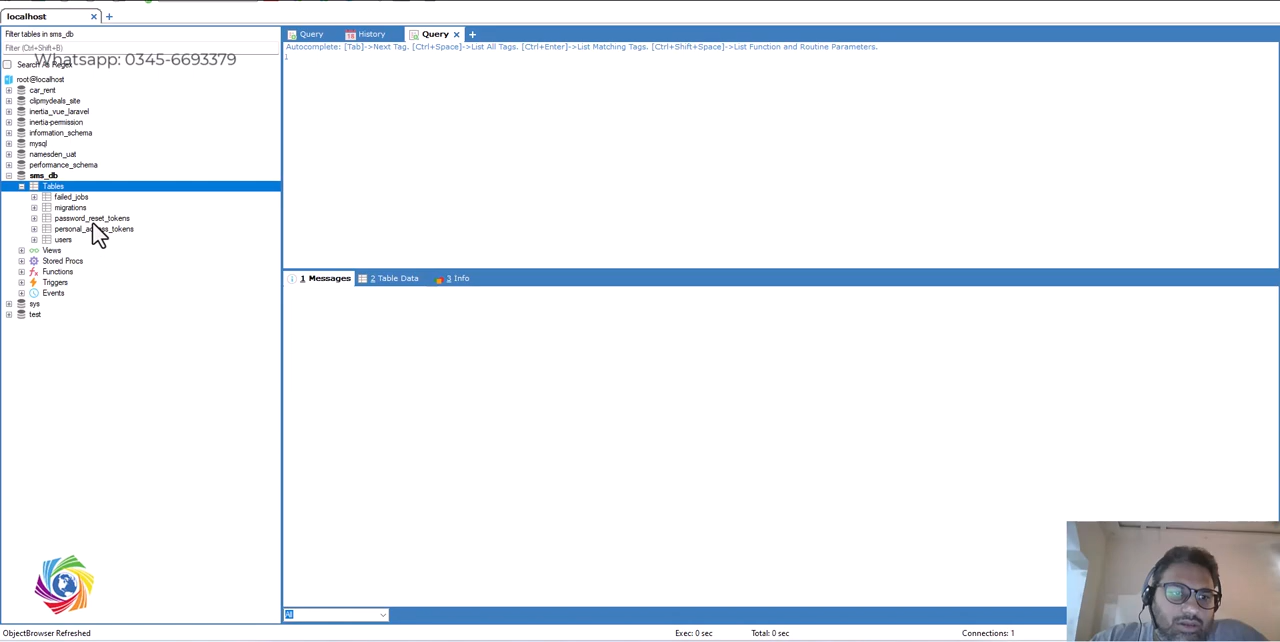 localhost
Filter tables in sms_db
Filter (Ctrl+Shift+B)
Whatsapp: 0345-6693379
Search As Regex
root@localhost
car_rent
clipmydeals_site
inertia_vue_laravel
inertia-permission
information_schema
mysql
namesden_uat
performance_schema
sms_db
Tables
failed_jobs
migrations
password_reset_tokens
personal_access_tokens
users
Views
Stored Procs
Functions
Triggers
Events
sys
test
Query
History
Query
Autocomplete: [Tab]->Next Tag. [Ctrl+Space]->List All Tags. [Ctrl+Enter]->List Matching Tags. [Ctrl+Shift+Space]->List Function and Routine Parameters.
1
1 Messages
2 Table Data
3 Info
All
ObjectBrowser Refreshed
Exec: 0 sec
Total: 0 sec
Connections: 1